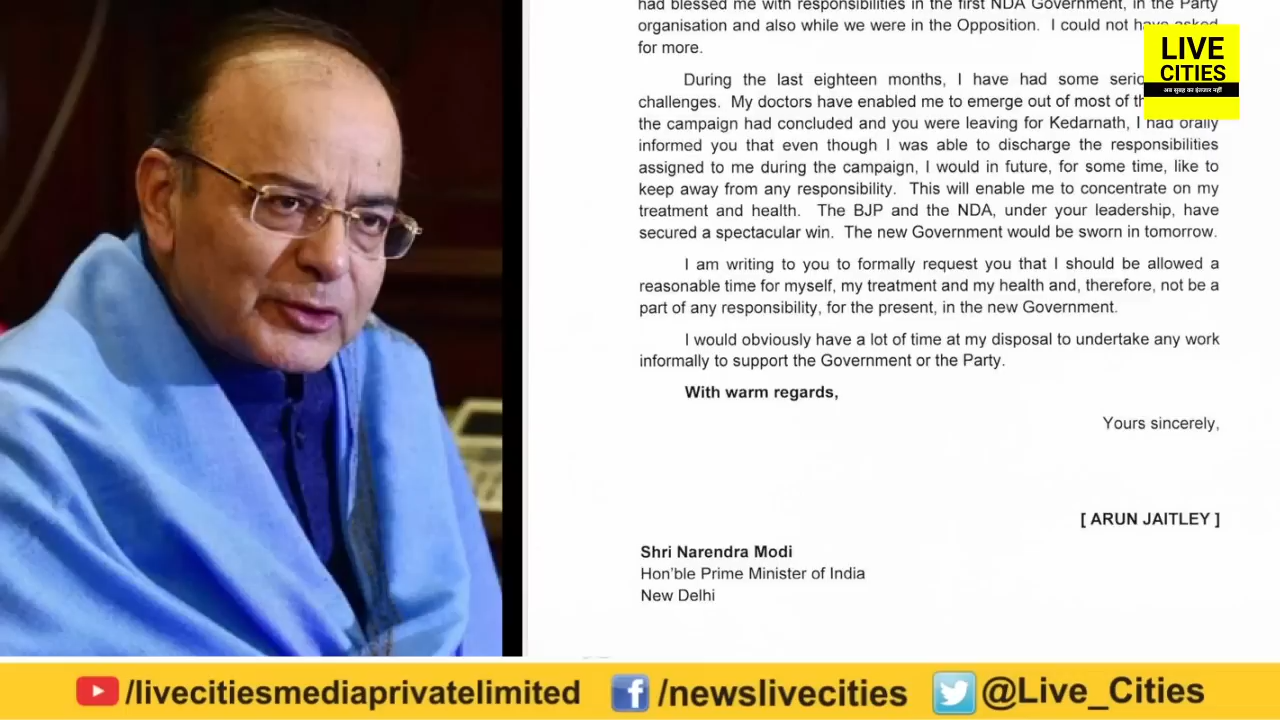 had blessed me with responsibilities in the first NDA Government, in the Party
organisation and also while we were in the Opposition. I could not have asked
for more.
During the last eighteen months, I have had some serio
challenges. My doctors have enabled me to emerge out of most of th
the campaign had concluded and you were leaving for Kedarnath, I had orally
informed you that even though I was able to discharge the responsibilities
assigned to me during the campaign, I would in future, for some time, like to
keep away from any responsibility. This will enable me to concentrate on my
treatment and health. The BJP and the NDA, under your leadership, have
secured a spectacular win. The new Government would be sworn in tomorrow.
I am writing to you to formally request you that I should be allowed a
reasonable time for myself, my treatment and my health and, therefore, not be a
part of any responsibility, for the present, in the new Government.
I would obviously have a lot of time at my disposal to undertake any work
informally to support the Government or the Party.
With warm regards,
Yours sincerely,
[ ARUN JAITLEY ]
Shri Narendra Modi
Hon'ble Prime Minister of India
New Delhi
LIVE
CITIES
अब सुबह का इंतजार नहीं
/livecitiesmediaprivatelimited
/newslivecities
@Live_Cities